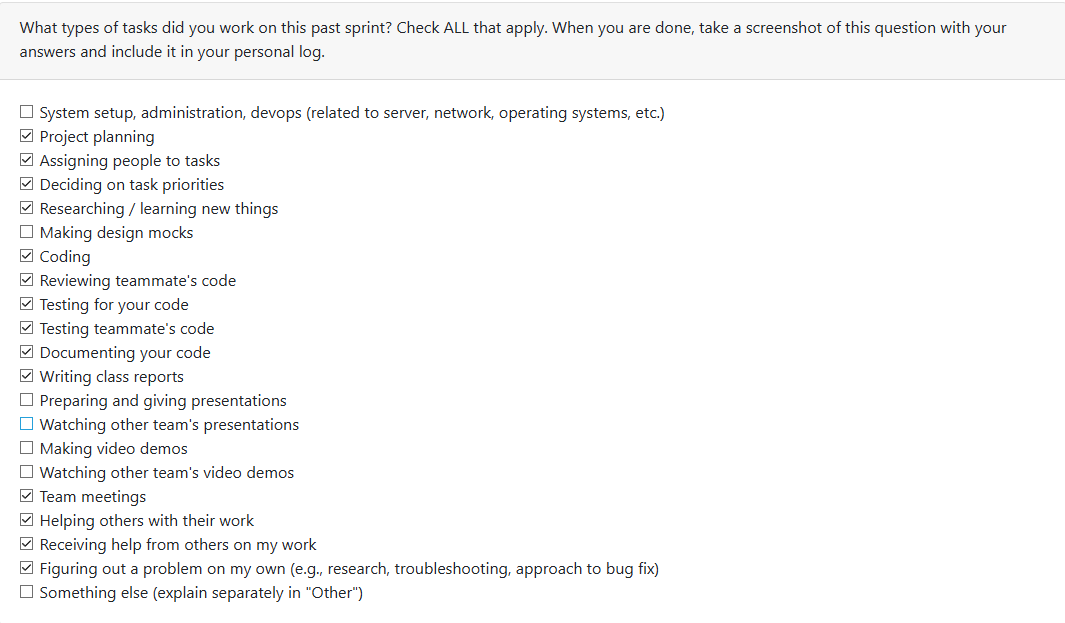 What types of tasks did you work on this past sprint? Check ALL that apply. When you are done, take a screenshot of this question with your
answers and include it in your personal log.
System setup, administration, devops (related to server, network, operating systems, etc.)
Project planning
Assigning people to tasks
Deciding on task priorities
Researching / learning new things
Making design mocks
Coding
Reviewing teammate's code
Testing for your code
Testing teammate's code
Documenting your code
Writing class reports
Preparing and giving presentations
Watching other team's presentations
Making video demos
Watching other team's video demos
Team meetings
Helping others with their work
Receiving help from others on my work
Figuring out a problem on my own (e.g., research, troubleshooting, approach to bug fix)
Something else (explain separately in "Other")